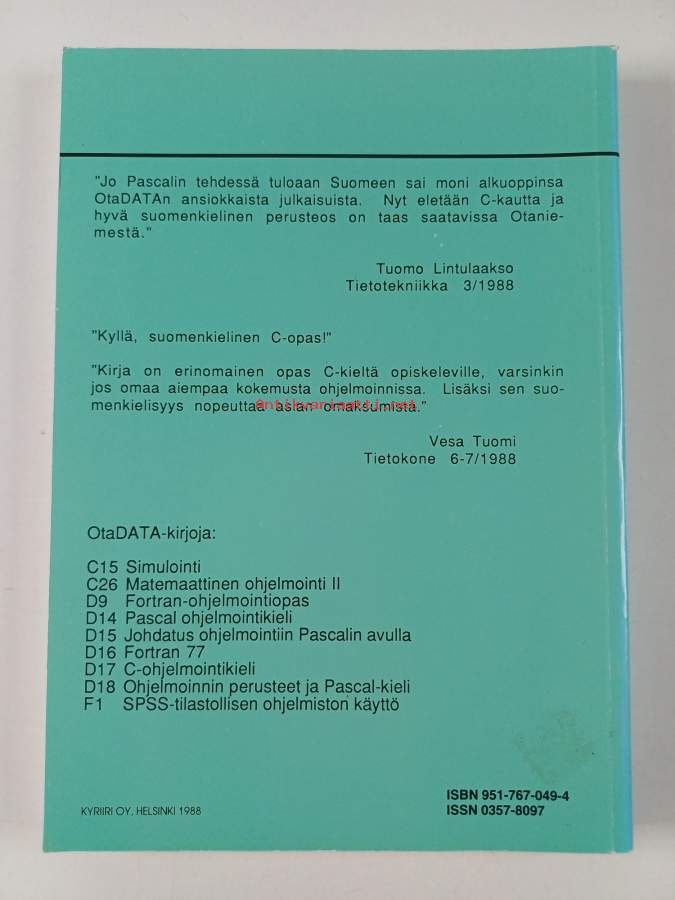 "Jo Pascalin tehdessä tuloaan Suomeen sai moni alkuoppinsa
OtaDATAn ansiokkaista julkaisuista. Nyt eletään C-kautta ja
hyvä suomenkielinen perusteos on taas saatavissa Otanie-
mestä."
Tuomo Lintulaakso
Tietotekniikka 3/1988
"Kyllä, suomenkielinen C-opas!"
"Kirja on erinomainen opas C-kieltä opiskeleville, varsinkin
jos omaa aiempaa kokemusta ohjelmoinnissa. Lisäksi sen suo-
menkielisyys nopeuttaa asian omaksumista."
Antikvariaatti.net
Vesa Tuomi
Tietokone 6-7/1988
OtaDATA-kirjoja:
C15 Simulointi
C26 Matemaattinen ohjelmointi II
D9 Fortran-ohjelmointiopas
D14 Pascal ohjelmointikieli
D15 Johdatus ohjelmointiin Pascalin avulla
D16 Fortran 77
D17 C-ohjelmointikieli
D18 Ohjelmoinnin perusteet ja Pascal-kieli
F1 SPSS-tilastollisen ohjelmiston käyttö
ISBN 951-767-049-4
ISSN 0357-8097
KYRIIRI OY, HELSINKI 1988